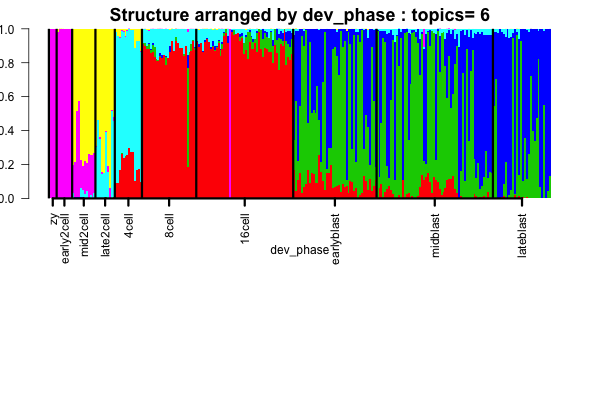 Structure arranged by dev_phase : topics= 6
1.0
0.8
0.6
0.4
0.2
0.0
zy
early2cell
mid2cell
late2cell
4cell
8cell
16cell
earlyblast
midblast
lateblast
dev_phase